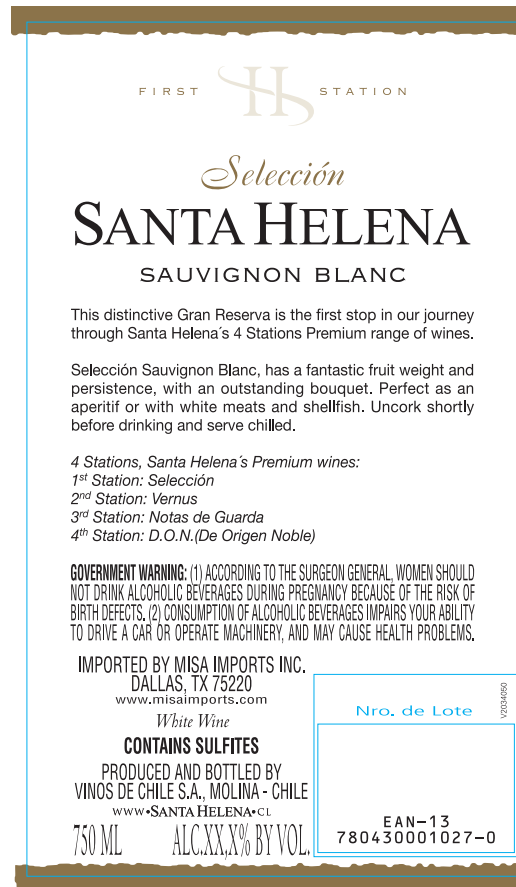 FIRST H STATION
Selección
SANTA HELENA
SAUVIGNON BLANC
This distinctive Gran Reserva is the first stop in our journey
through Santa Helena´s 4 Stations Premium range of wines.
Selección Sauvignon Blanc, has a fantastic fruit weight and
persistence, with an outstanding bouquet. Perfect as an
aperitif or with white meats and shellfish. Uncork shortly
before drinking and serve chilled.
4 Stations, Santa Helena´s Premium wines:
1st Station: Selección
2nd Station: Vernus
3rd Station: Notas de Guarda
4th Station: D.O.N.(De Origen Noble)
GOVERNMENT WARNING: (1) ACCORDING TO THE SURGEON GENERAL, WOMEN SHOULD
NOT DRINK ALCOHOLIC BEVERAGES DURING PREGNANCY BECAUSE OF THE RISK OF
BIRTH DEFECTS, (2) CONSUMPTION OF ALCOHOLIC BEVERAGES IMPAIRS YOUR ABILITY
TO DRIVE A CAR OR OPERATE MACHINERY, AND MAY CAUSE HEALTH PROBLEMS.
IMPORTED BY MISA IMPORTS INC.
DALLAS, TX 75220
www.misaimports.com
White Wine
CONTAINS SULFITES
PRODUCED AND BOTTLED BY
VINOS DE CHILE S.A., MOLINA - CHILE
WWW•SANTA HELENA•CL
750 ML ALC.XX,X% BY VOL.
Nro. de Lote
V2034050
EAN-13
780430001027-0